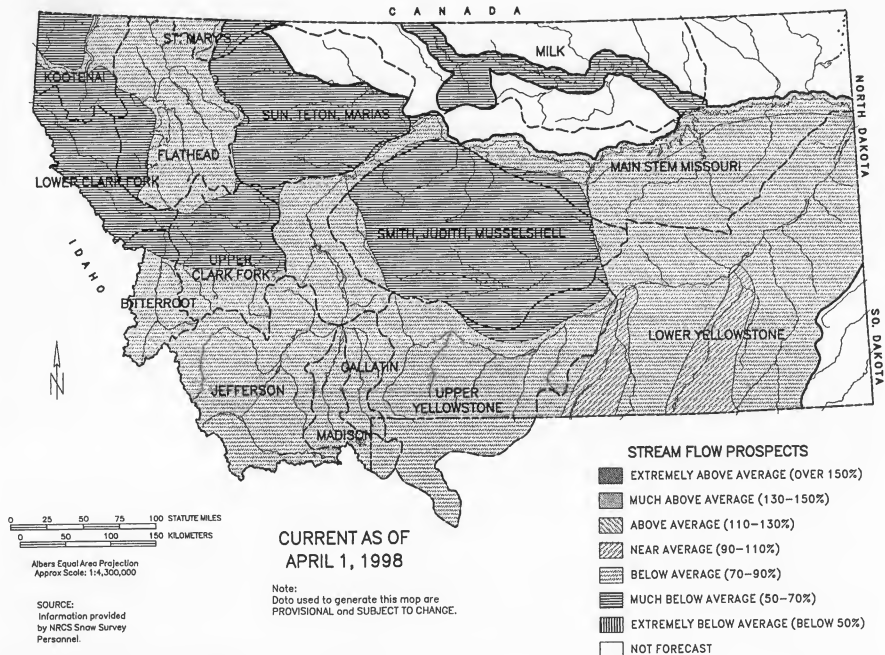 CANADA
ST. MARY'S
MILK
KOOTENAI
SUN, TETON, MARIAS
NORTH DAKOTA
FLATHEAD
MAIN STEM MISSOURI
LOWER CLARK FORK
SMITH, JUDITH, MUSSELSHELL
IDAHO
UPPER
CLARK FORK
BITTERROOT
SO. DAKOTA
LOWER YELLOWSTONE
N
GALLATIN
JEFFERSON
UPPER
YELLOWSTONE
MADISON
STREAM FLOW PROSPECTS
EXTREMELY ABOVE AVERAGE (OVER 150%)
MUCH ABOVE AVERAGE (130-150%)
ABOVE AVERAGE (110-130%)
NEAR AVERAGE (90-110%)
BELOW AVERAGE (70-90%)
MUCH BELOW AVERAGE (50-70%)
EXTREMELY BELOW AVERAGE (BELOW 50%)
NOT FORECAST
0 25 50 75 100 STATUTE MILES
0 50 100 150 KILOMETERS
Albers Equal Area Projection
Approx Scale: 1:4,300,000
CURRENT AS OF
APRIL 1, 1998
SOURCE:
Information provided
by NRCS Snow Survey
Personnel.
Note:
Data used to generate this map are
PROVISIONAL and SUBJECT TO CHANGE.